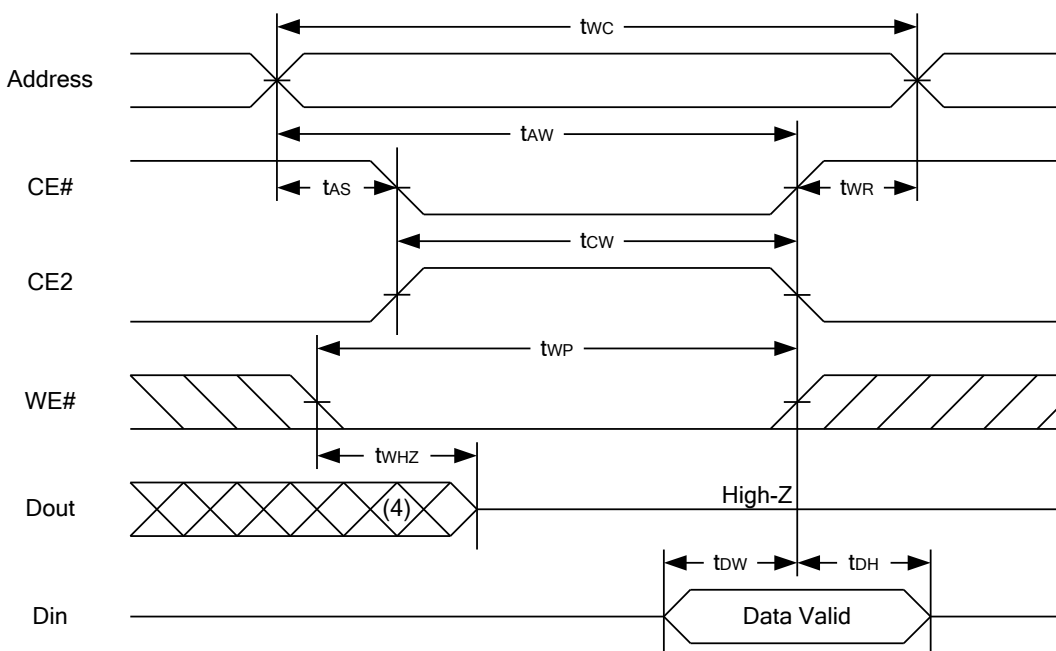 tWC
Address
tAW
CE#
tAS
tWR
tCW
CE2
tWP
WE#
tWHZ
Dout
(4)
High-Z
tDW
tDH
Din
Data Valid